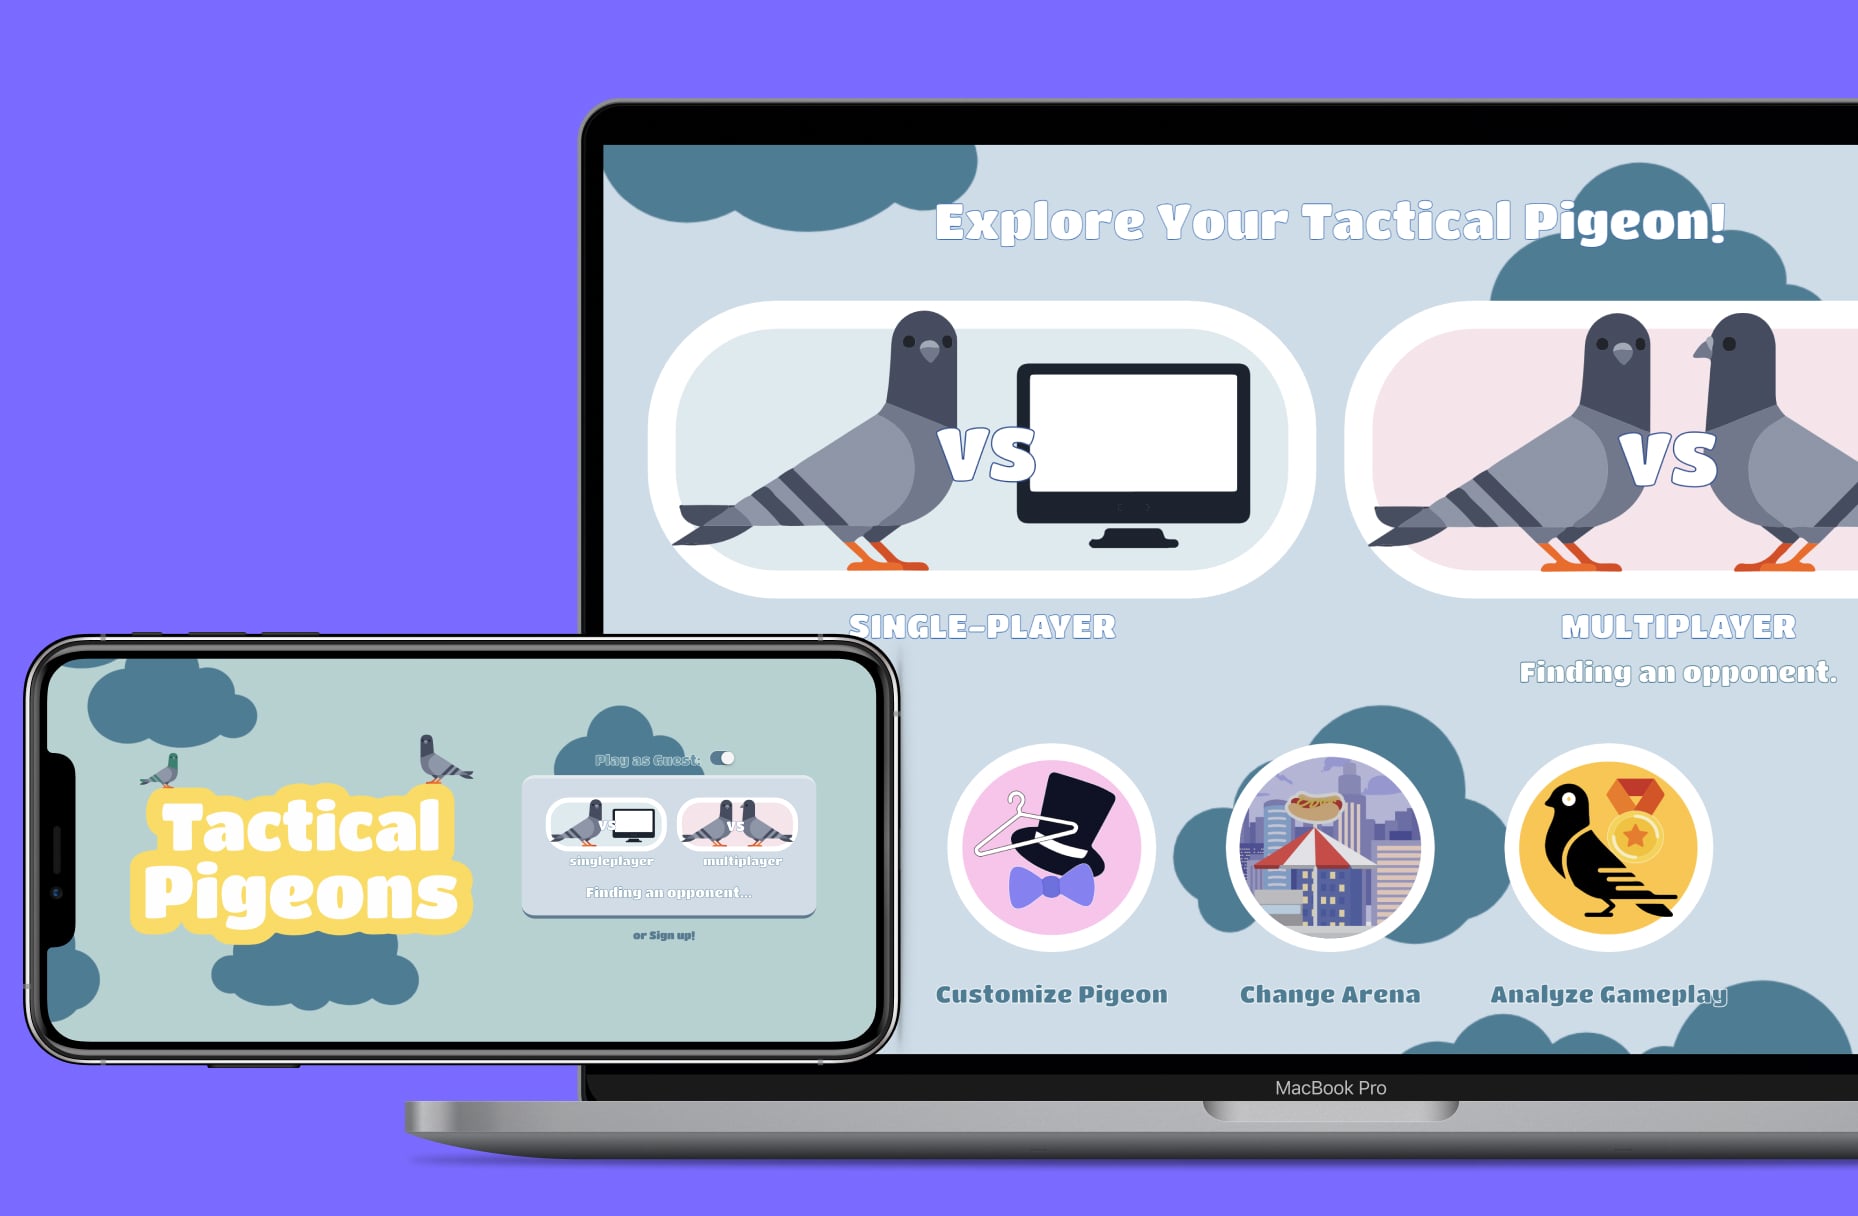 Explore Your Tactical Pigeon!
VS
VS
SINGLE-PLAYER
MULTIPLAYER
Finding an opponent.
Customize Pigeon
Change Arena
Analyze Gameplay
MacBook Pro
Tactical
Pigeons
Play as Guest:
VS
VS
singleplayer
multiplayer
Finding an opponent...
or Sign up!